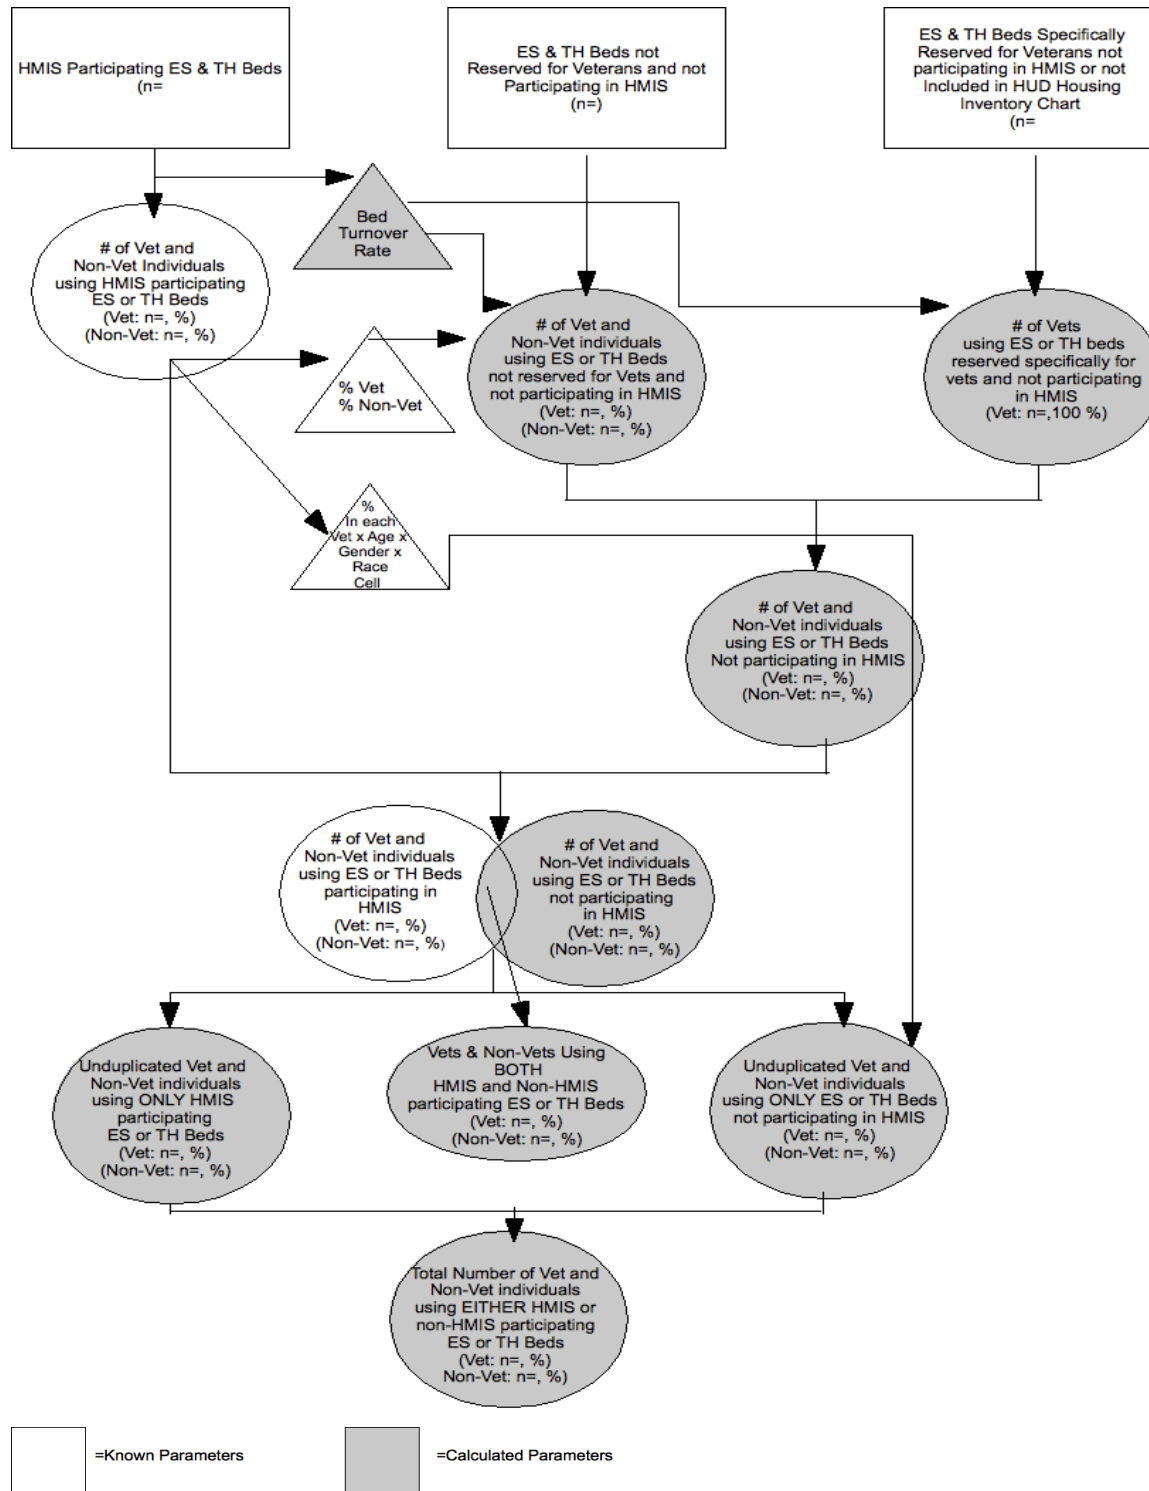 HMIS Participating ES & TH Beds
(n=
ES & TH Beds not
Reserved for Veterans and not
Participating in HMIS
(n=)
ES & TH Beds Specifically
Reserved for Veterans not
participating in HMIS or not
Included in HUD Housing
Inventory Chart
(n=
Bed
Turnover
Rate
# of Vet and
Non-Vet Individuals
using HMIS participating
ES or TH Beds
(Vet: n=, %)
(Non-Vet: n=, %)
% Vet
% Non-Vet
# of Vet and
Non-Vet individuals
using ES or TH Beds
not reserved for Vets and
not participating in HMIS
(Vet: n=, %)
(Non-Vet: n=, %)
# of Vets
using ES or TH beds
reserved specifically for
vets and not participating
in HMIS
(Vet: n=,100 %)
%
In each
Vet x Age x
Gender x
Race
Cell
# of Vet and
Non-Vet individuals
using ES or TH Beds
Not participating in HMIS
(Vet: n=, %)
(Non-Vet: n=, %)
# of Vet and
Non-Vet individuals
using ES or TH Beds
participating in
HMIS
(Vet: n=, %)
(Non-Vet: n=, %)
# of Vet and
Non-Vet individuals
using ES or TH Beds
not participating
in HMIS
(Vet: n=, %)
(Non-Vet: n=, %)
Unduplicated Vet and
Non-Vet individuals
using ONLY HMIS
participating
ES or TH Beds
(Vet: n=, %)
(Non-Vet: n=, %)
Vets & Non-Vets Using
BOTH
HMIS and Non-HMIS
participating ES or TH Beds
(Vet: n=, %)
(Non-Vet: n=, %)
Unduplicated Vet and
Non-Vet individuals
using ONLY ES or TH Beds
not participating in HMIS
(Vet: n=, %)
(Non-Vet: n=, %)
Total Number of Vet and
Non-Vet individuals
using EITHER HMIS or
non-HMIS participating
ES or TH Beds
(Vet: n=, %)
Non-Vet: n=, %)
=Known Parameters
=Calculated Parameters